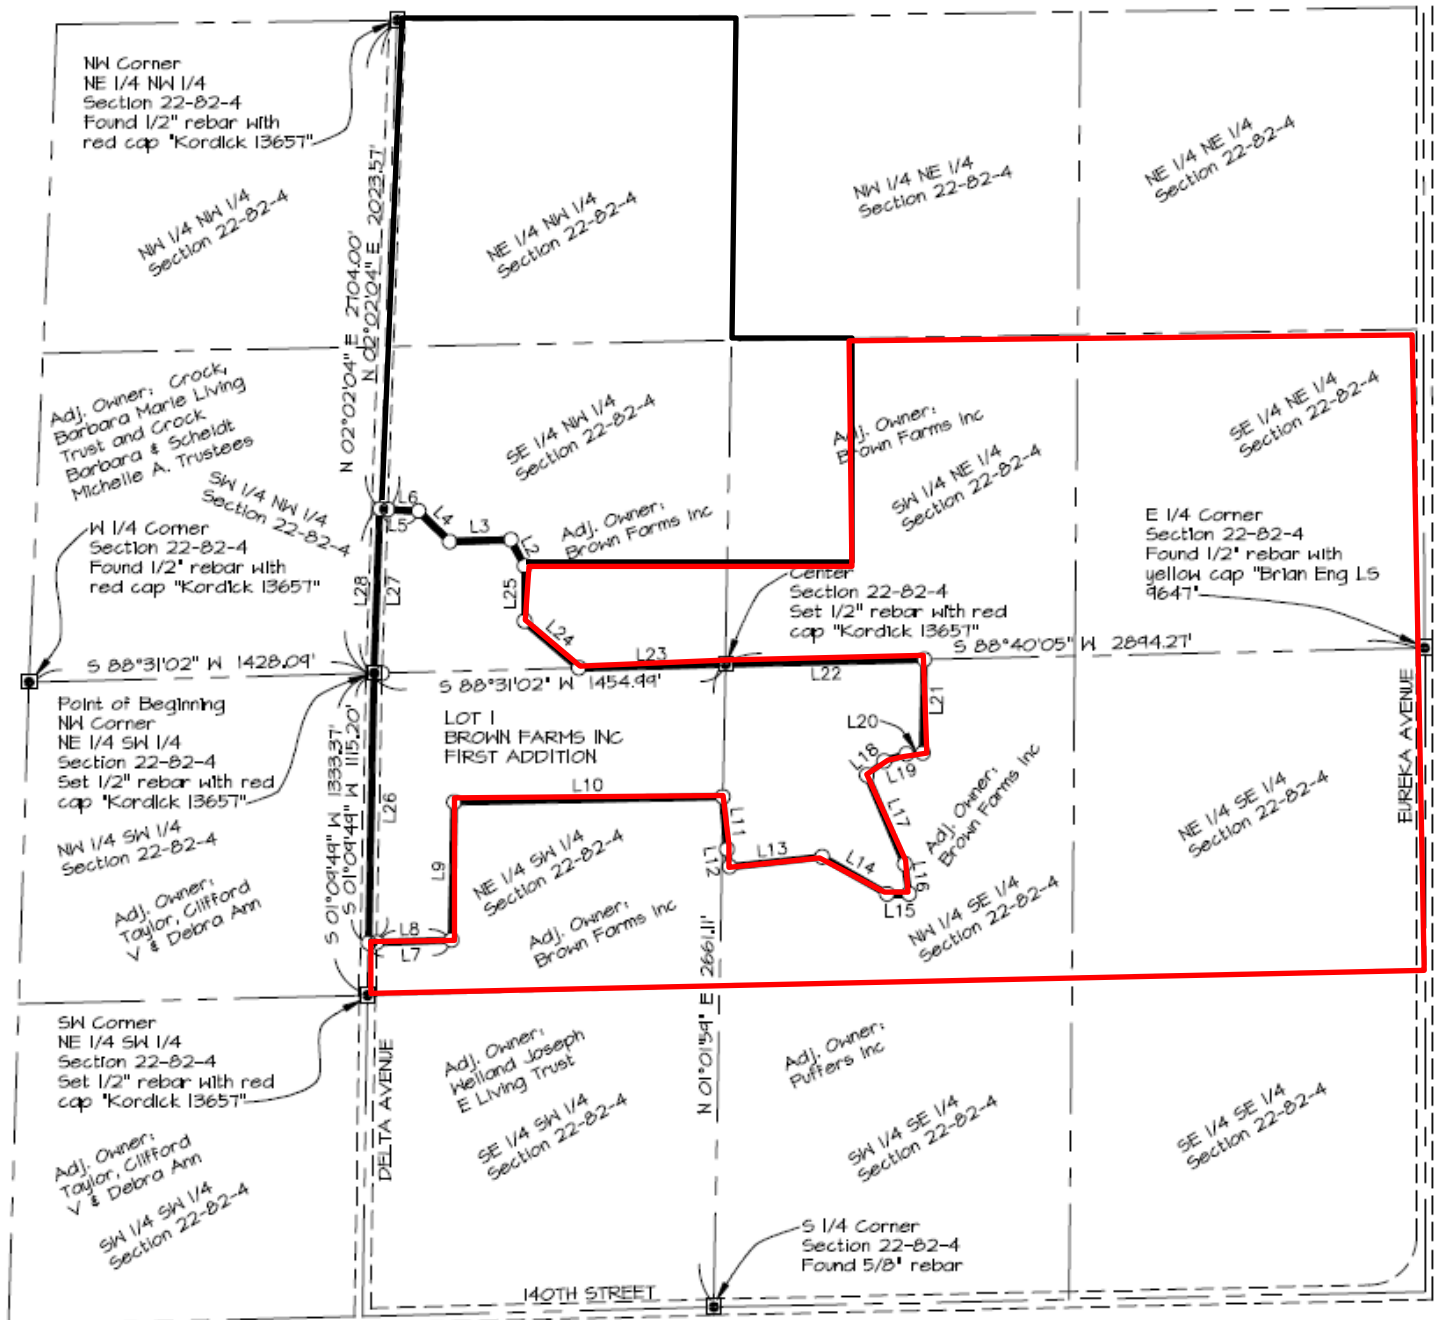 NW Corner
NE 1/4 NW 1/4
Section 22-82-4
Found 1/2" rebar with
red cap "Kordick 13657"
NW 1/4 NW 1/4
Section 22-82-4
NE 1/4 NW 1/4
Section 22-82-4
NW 1/4 NE 1/4
Section 22-82-4
NE 1/4 NE 1/4
Section 22-82-4
N 02°02'04" E 2104.00'
N 02°02'04" E 2023.57'
Adj. Owner: Crock,
Barbara Marie Living
Trust and Crock
Barbara & Scheldt
Michelle A. Trustees
SW 1/4 NW 1/4
Section 22-82-4
SE 1/4 NW 1/4
Section 22-82-4
Adj. Owner:
Brown Farms Inc
Adj. Owner:
Brown Farms Inc
SW 1/4 NE 1/4
Section 22-82-4
SE 1/4 NE 1/4
Section 22-82-4
W 1/4 Corner
Section 22-82-4
Found 1/2" rebar with
red cap "Kordick 13657"
L6
L5
L4
L3
L2
L25
L24
L28
L27
Center
Section 22-82-4
Set 1/2" rebar with red
cap "Kordick 13657"
E 1/4 Corner
Section 22-82-4
Found 1/2" rebar with
yellow cap "Brian Eng LS
9647"
S 88°31'02" W 1428.09'
L23
S 88°31'02" W 1454.99'
L22
S 88°40'05" W 2894.27'
Point of Beginning
NW Corner
NE 1/4 SW 1/4
Section 22-82-4
Set 1/2" rebar with red
cap "Kordick 13657"
S 01°09'49" W 1333.37'
S 01°09'49" W 1115.20'
L26
LOT 1
BROWN FARMS INC
FIRST ADDITION
L21
L20
L18
L19
L10
L11
L12
L13
L14
L15
L16
L17
L9
L8
L7
Adj. Owner:
Brown Farms Inc
EUREKA AVENUE
NW 1/4 SW 1/4
Section 22-82-4
Adj. Owner:
Taylor, Clifford
V & Debra Ann
NE 1/4 SW 1/4
Section 22-82-4
Adj. Owner:
Brown Farms Inc
NW 1/4 SE 1/4
Section 22-82-4
NE 1/4 SE 1/4
Section 22-82-4
N 01°01'59" E 2661.11'
SW Corner
NE 1/4 SW 1/4
Section 22-82-4
Set 1/2" rebar with red
cap "Kordick 13657"
DELTA AVENUE
Adj. Owner:
Welland Joseph
E Living Trust
SE 1/4 SW 1/4
Section 22-82-4
Adj. Owner:
Puffers Inc
SW 1/4 SE 1/4
Section 22-82-4
SE 1/4 SE 1/4
Section 22-82-4
Adj. Owner:
Taylor, Clifford
V & Debra Ann
SW 1/4 SW 1/4
Section 22-82-4
S 1/4 Corner
Section 22-82-4
Found 5/8" rebar
140TH STREET